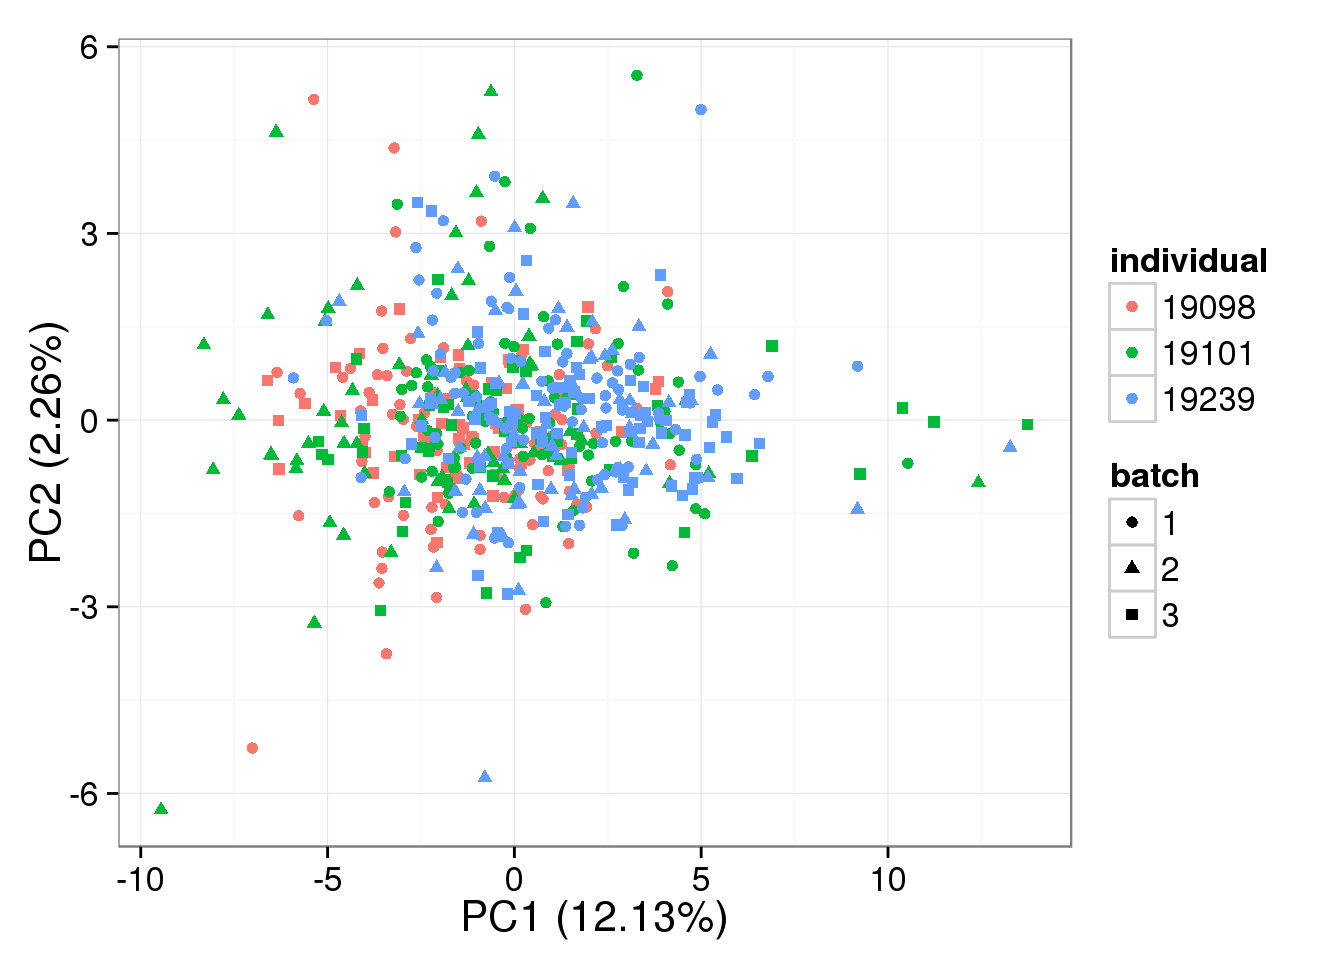 6
3
0
-3
-6
PC2 (2.26%)
-10 -5 0 5 10
PC1 (12.13%)
individual
19098
19101
19239
batch
1
2
3